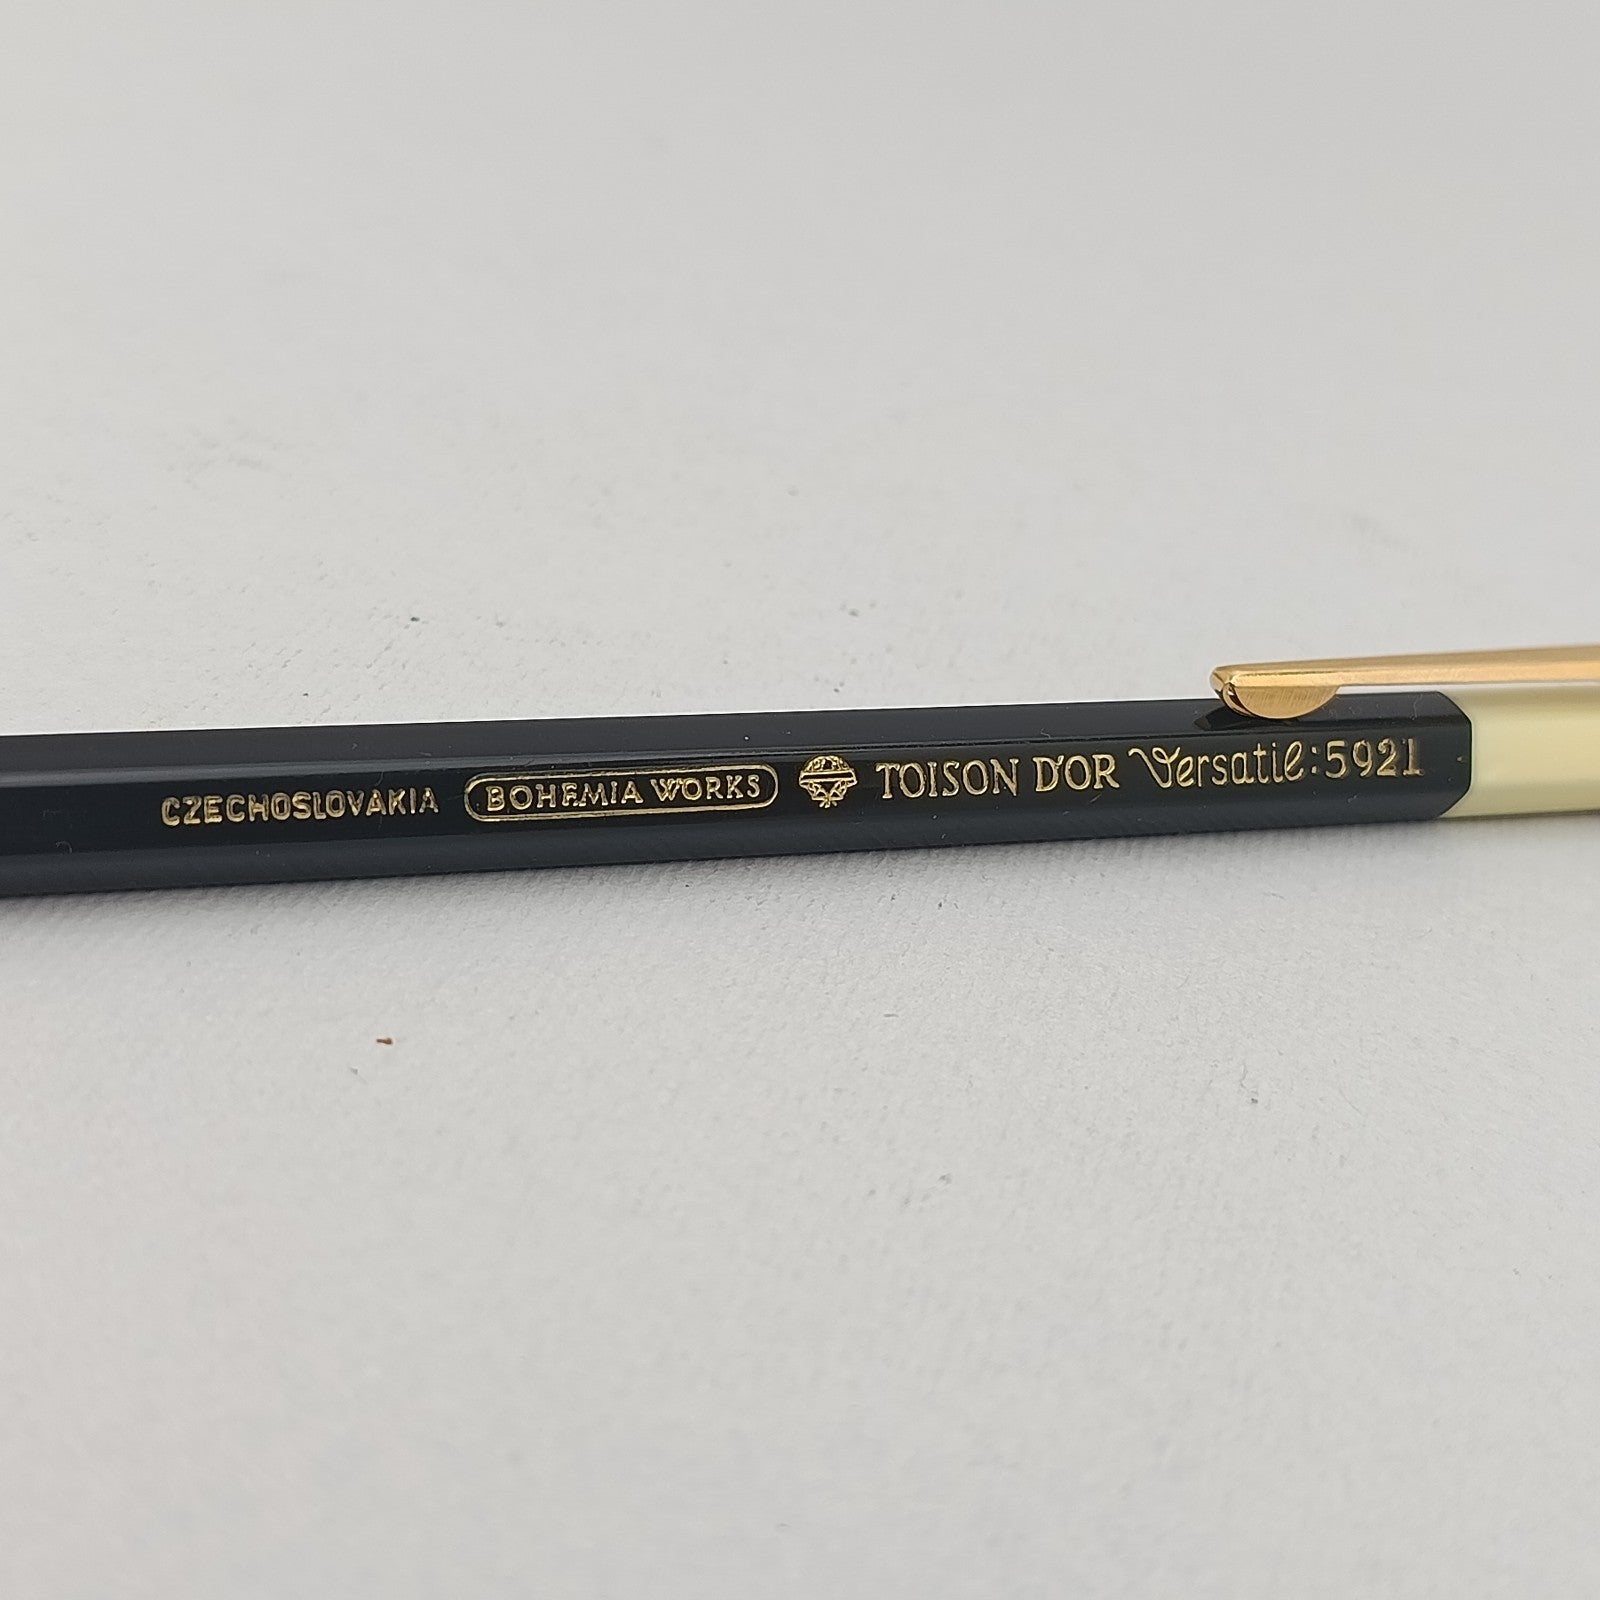 CZECHOSLOVAKIA BOHEMIA WORKS TOISON D'OR Versatil:5921